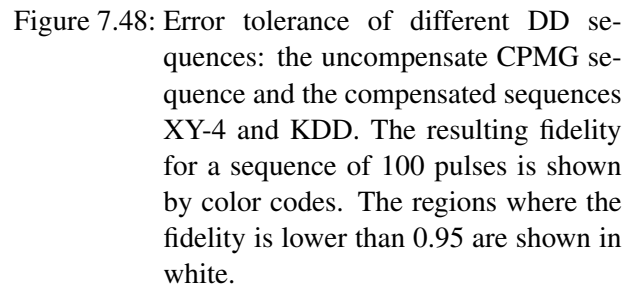 Figure 7.48: Error tolerance of different DD se-
quences: the uncompensate CPMG se-
quence and the compensated sequences
XY-4 and KDD. The resulting fidelity
for a sequence of 100 pulses is shown
by color codes. The regions where the
fidelity is lower than 0.95 are shown in
white.